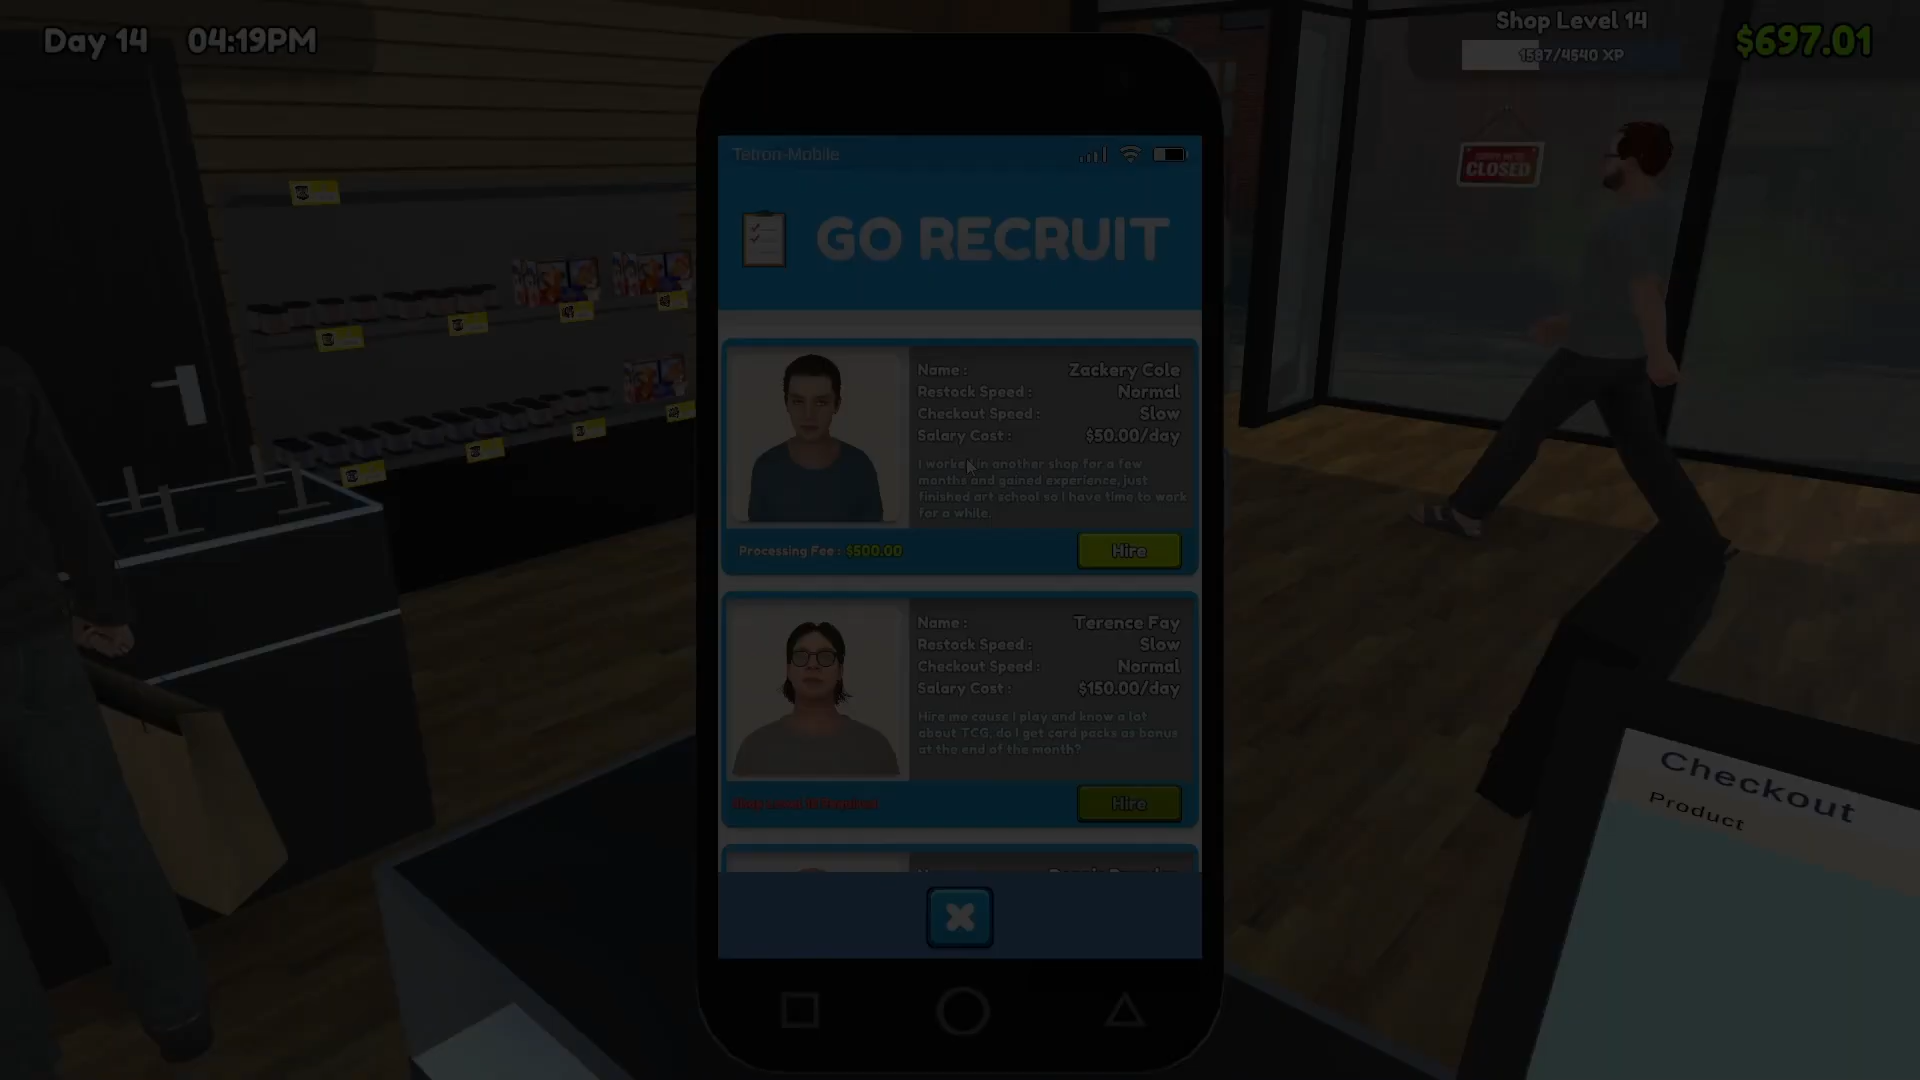 Day 14 04:19PM
Shop Level 14
1587/4540 XP
$697.01
CLOSED
Tetron-Mobile
GO RECRUIT
Name : Zackery Cole
Restock Speed : Normal
Checkout Speed : Slow
Salary Cost : $50.00/day
I worked in another shop for a few
months and gained experience, just
finished art school so I have time to work
for a while.
Processing Fee : $500.00
Hire
Name : Terence Fay
Restock Speed : Slow
Checkout Speed : Normal
Salary Cost : $150.00/day
Hire me cause I play and know a lot
about TCG, do I get card packs as bonus
at the end of the month?
Hire
Checkout
Product